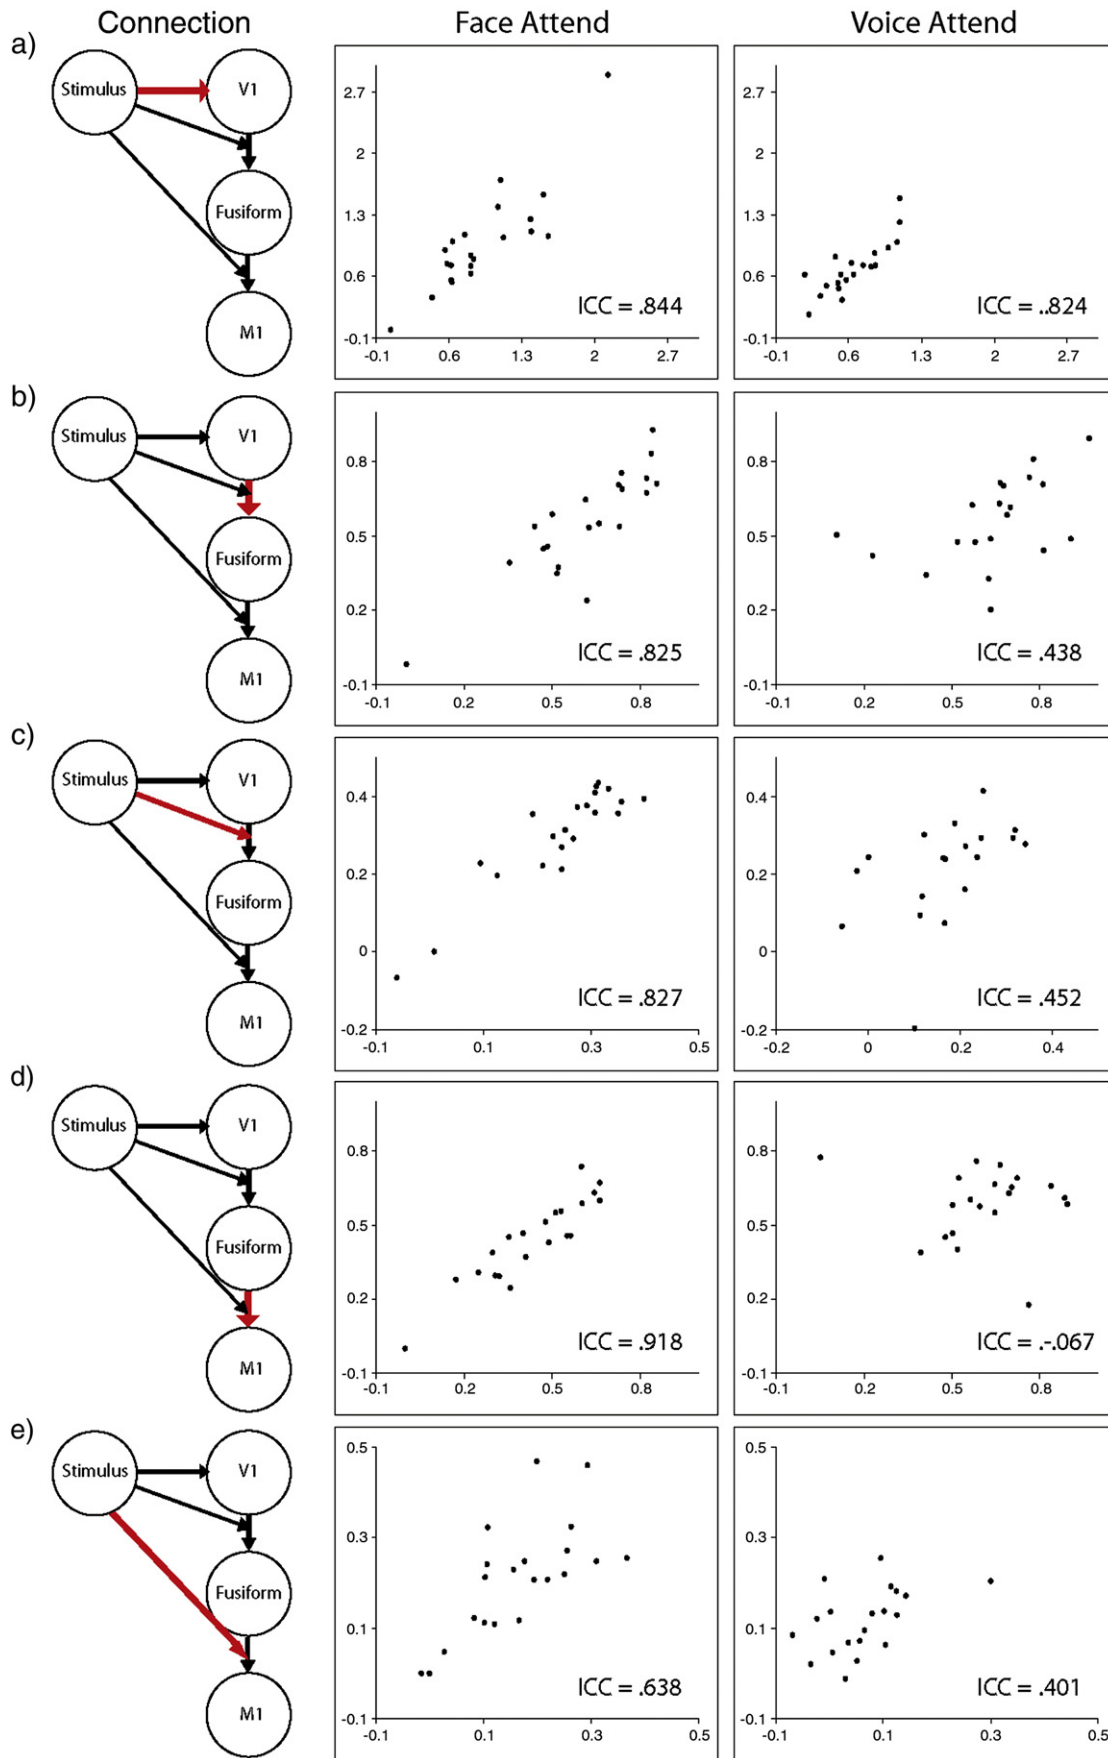 Connection Face Attend Voice Attend
a)
Stimulus V1
Fusiform
M1
2.7
2
1.3
0.6
-0.1
-0.1 0.6 1.3 2 2.7
ICC = .844
2.7
2
1.3
0.6
-0.1
-0.1 0.6 1.3 2 2.7
ICC = ..824
b)
Stimulus V1
Fusiform
M1
0.8
0.5
0.2
-0.1
-0.1 0.2 0.5 0.8
ICC = .825
0.8
0.5
0.2
-0.1
-0.1 0.2 0.5 0.8
ICC = .438
c)
Stimulus V1
Fusiform
M1
0.4
0.2
0
-0.2
-0.1 0.1 0.3 0.5
ICC = .827
0.4
0.2
0
-0.2
-0.2 0 0.2 0.4
ICC = .452
d)
Stimulus V1
Fusiform
M1
0.8
0.5
0.2
-0.1
-0.1 0.2 0.5 0.8
ICC = .918
0.8
0.5
0.2
-0.1
-0.1 0.2 0.5 0.8
ICC = .-.067
e)
Stimulus V1
Fusiform
M1
0.5
0.3
0.1
-0.1
-0.1 0.1 0.3 0.5
ICC = .638
0.5
0.3
0.1
-0.1
-0.1 0.1 0.3 0.5
ICC = .401